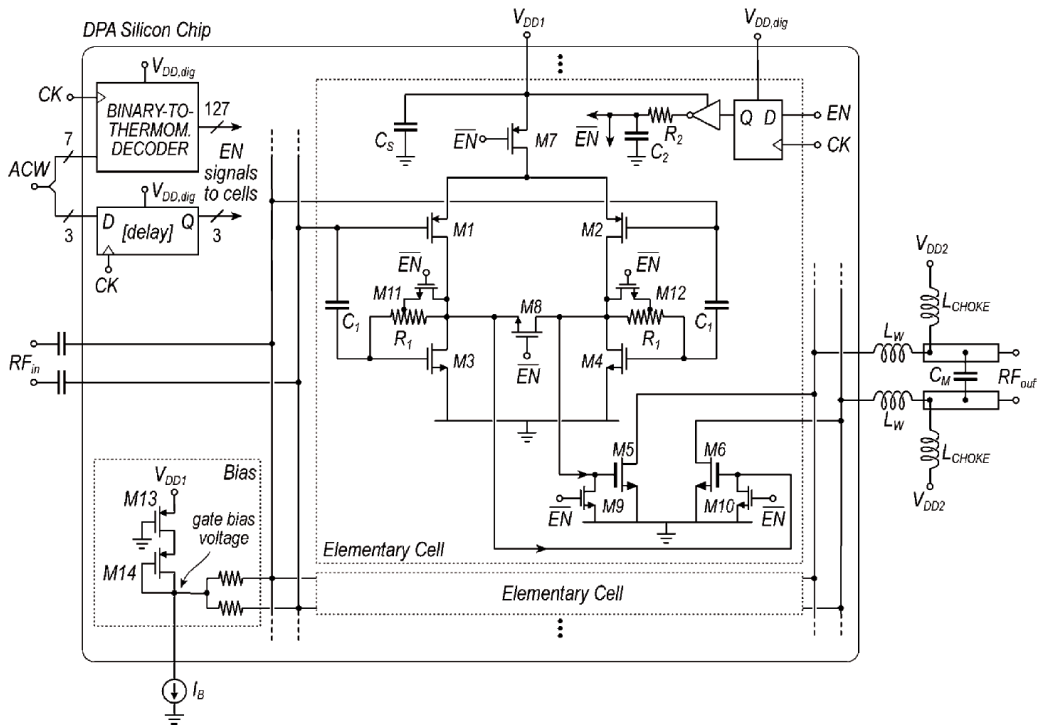 DPA Silicon Chip
V_DD1
V_DD,dig
V_DD,dig
CK
BINARY-TO-
THERMOM.
DECODER
127
EN
signals
to cells
7
ACW
3
V_DD,dig
D
Q
[delay]
3
CK
C_S
EN
M7
EN
R_2
C_2
Q
D
EN
CK
M1
M2
EN
M11
C_1
R_1
M8
EN
M12
R_1
C_1
M3
EN
M4
RF_in
V_DD2
L_CHOKE
L_W
C_M
RF_out
L_W
L_CHOKE
V_DD2
M5
M6
M9
M10
EN
EN
Elementary Cell
Bias
V_DD1
M13
gate bias
voltage
M14
Elementary Cell
I_B